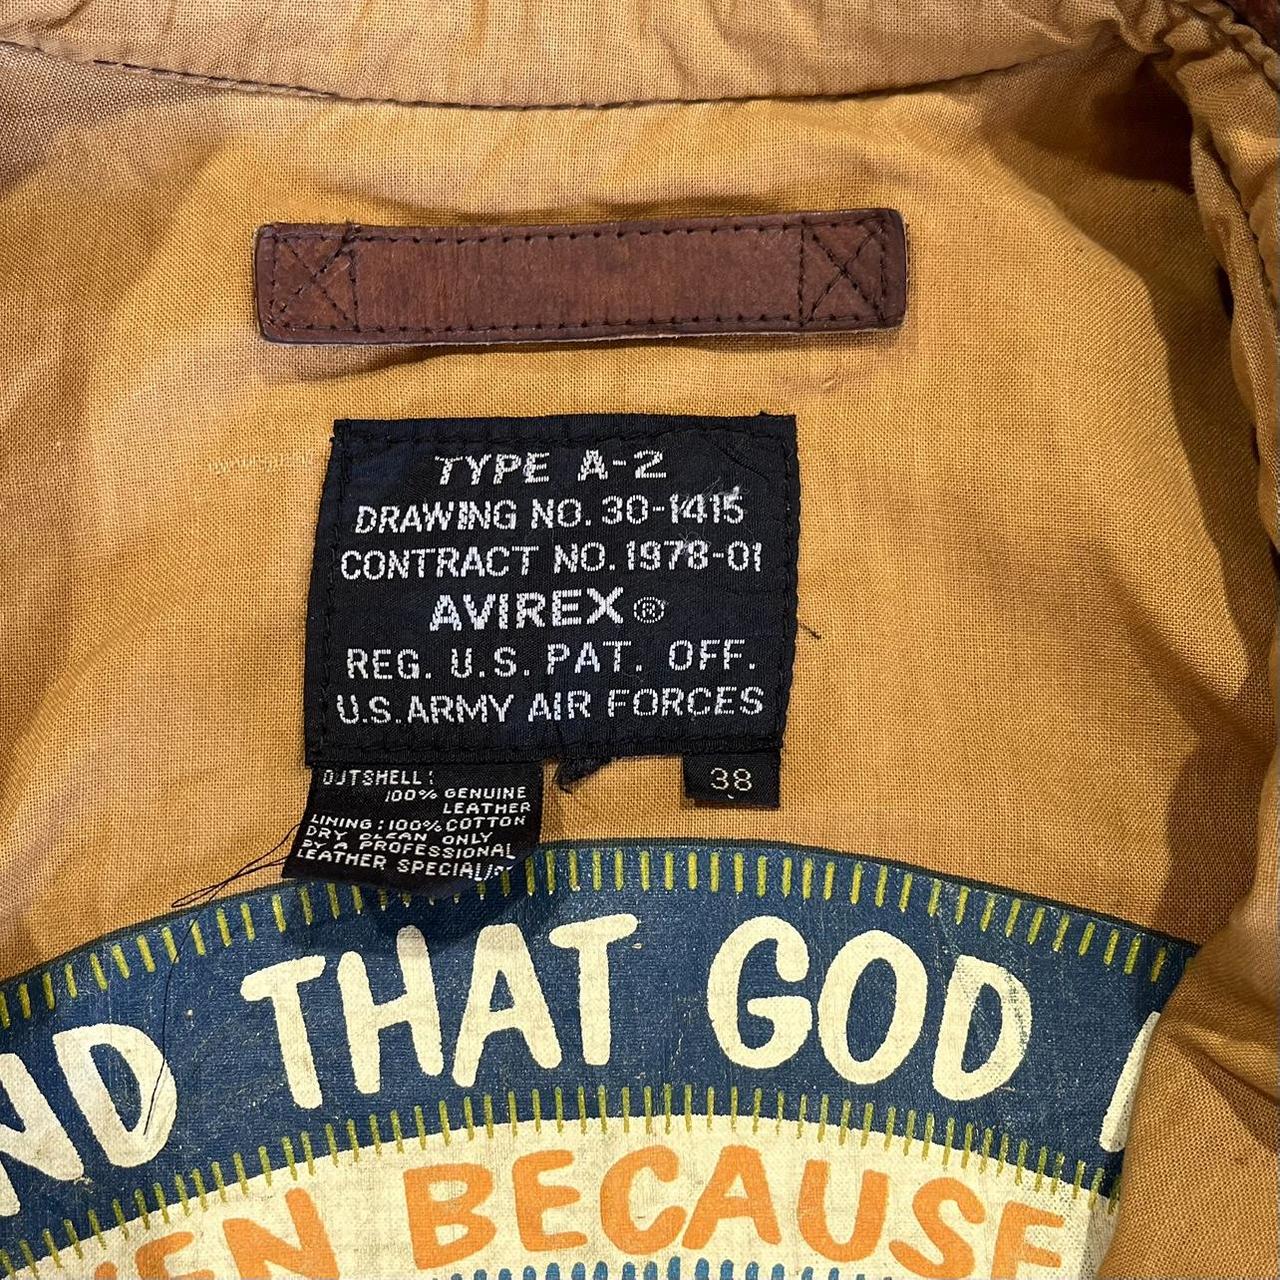 TYPE A-2
DRAWING NO. 30-1415
CONTRACT NO. 1978-01
AVIREX®
REG. U.S. PAT. OFF.
U.S. ARMY AIR FORCES
38
OUTSHELL:
100% GENUINE
LEATHER
LINING: 100% COTTON
DRY CLEAN ONLY
BY A PROFESSIONAL
LEATHER SPECIALIST
THAT GOD
BECAUSE